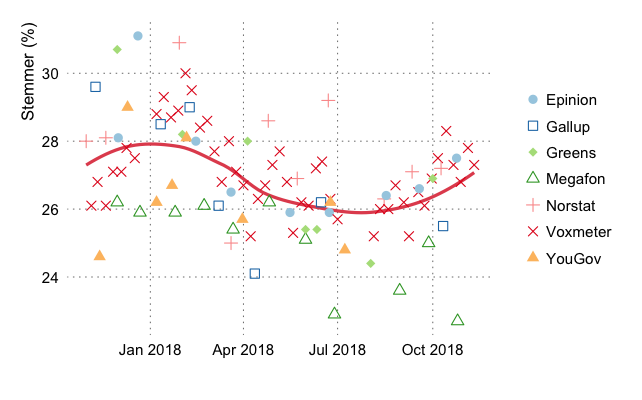 Stemmer (%)
30
28
26
24
Jan 2018
Apr 2018
Jul 2018
Oct 2018
Epinion
Gallup
Greens
Megafon
Norstat
Voxmeter
YouGov